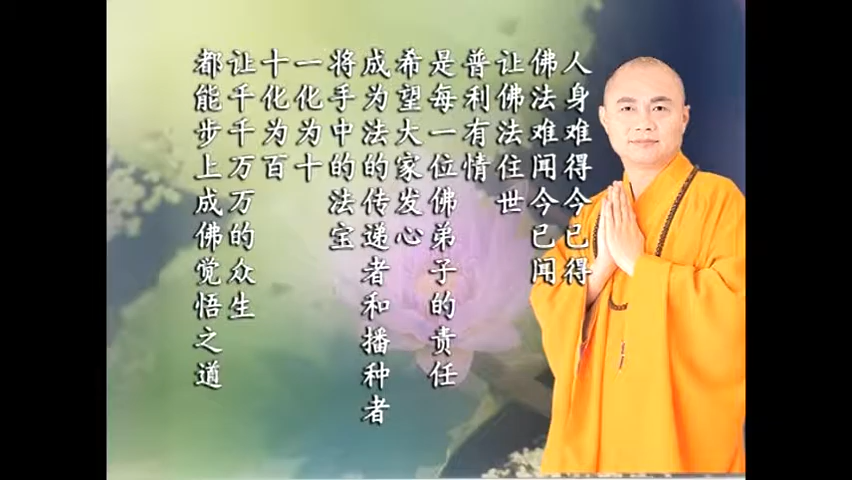 人身难得今已得
佛法难闻今已闻
让佛法住世
普利有情
是每一位佛弟子的责任
希望大家发心
成为法的传递者和播种者
将手中的法宝
一化为十
十化为百
让千千万万的众生
都能步上成佛觉悟之道